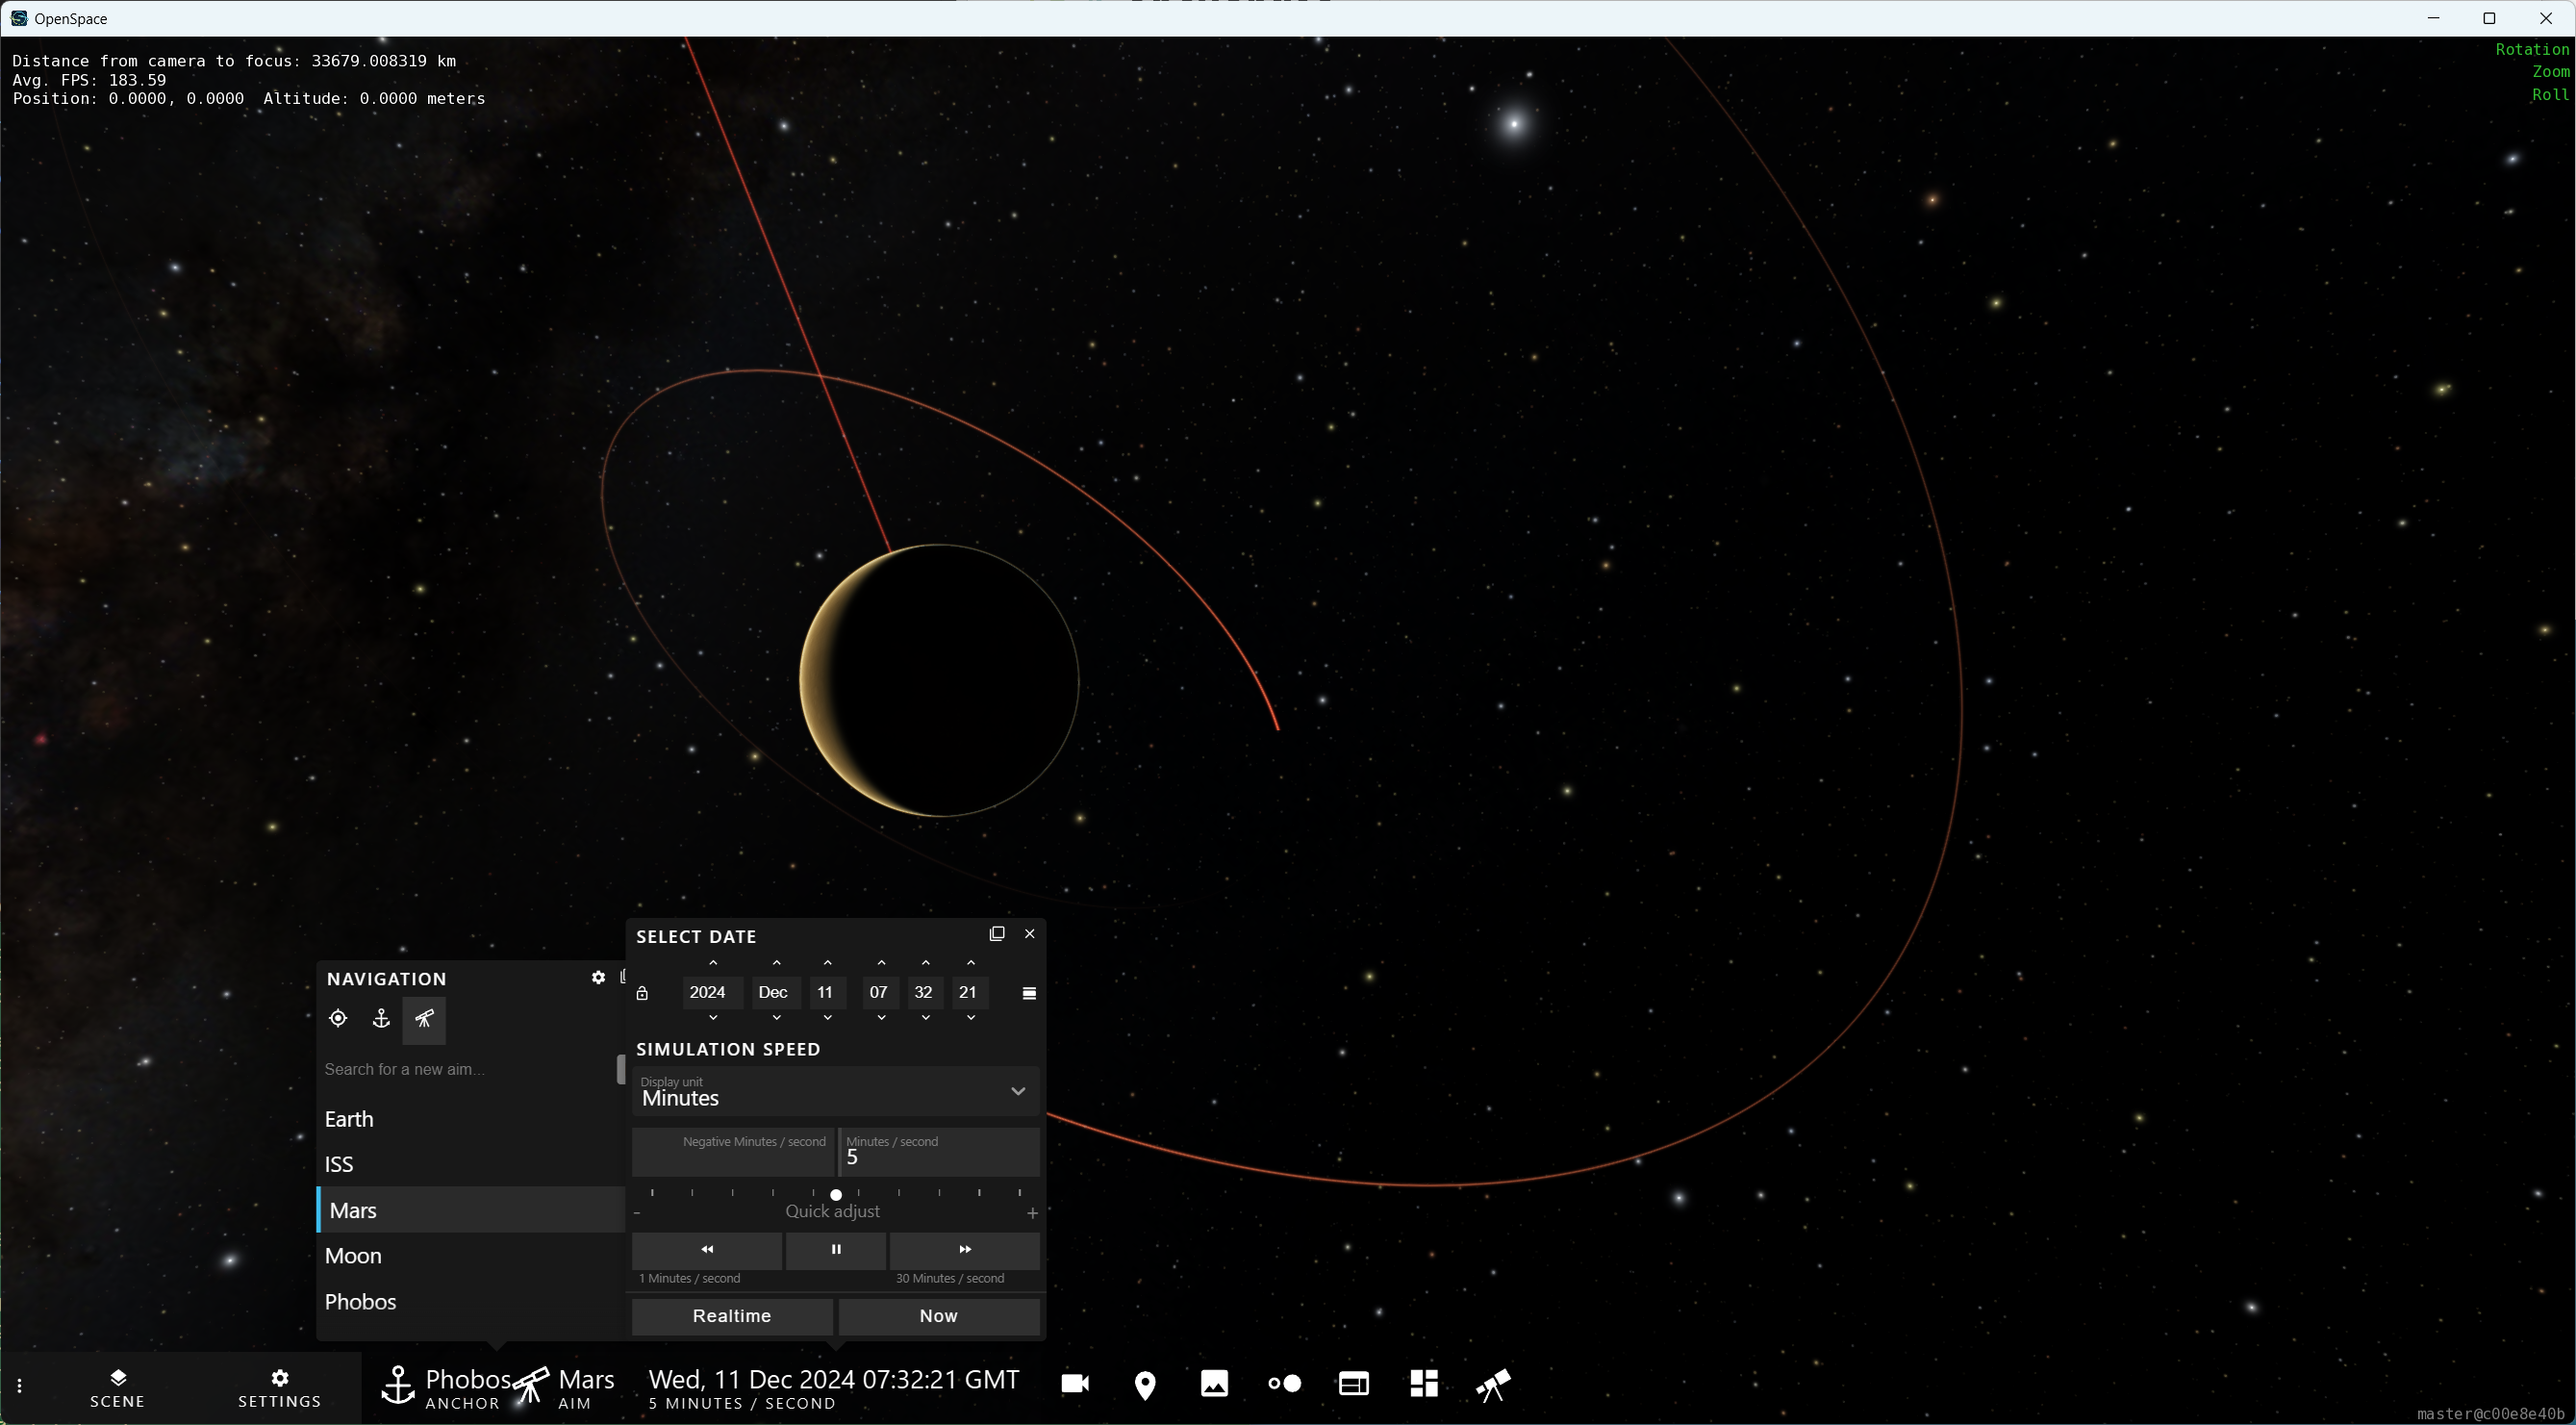 OpenSpace
Distance from camera to focus: 33679.008319 km
Avg. FPS: 183.59
Position: 0.0000, 0.0000  Altitude: 0.0000 meters
Rotation
Zoom
Roll
NAVIGATION
Search for a new aim...
Earth
ISS
Mars
Moon
Phobos
SELECT DATE
2024 Dec 11 07 32 21
SIMULATION SPEED
Display unit
Minutes
Negative Minutes / second
Minutes / second
5
- Quick adjust +
1 Minutes / second
30 Minutes / second
Realtime
Now
SCENE
SETTINGS
Phobos
ANCHOR
Mars
AIM
Wed, 11 Dec 2024 07:32:21 GMT
5 MINUTES / SECOND
master@c00e8e40b